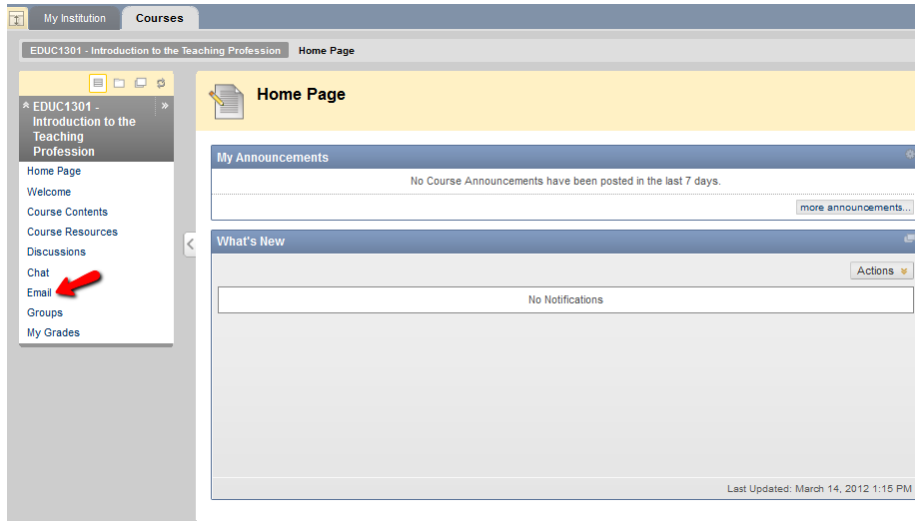 My Institution
Courses
EDUC1301 - Introduction to the Teaching Profession
Home Page
EDUC1301 -
Introduction to the
Teaching
Profession
Home Page
Welcome
Course Contents
Course Resources
Discussions
Chat
Email
Groups
My Grades
Home Page
My Announcements
No Course Announcements have been posted in the last 7 days.
more announcements...
What's New
Actions
No Notifications
Last Updated: March 14, 2012 1:15 PM